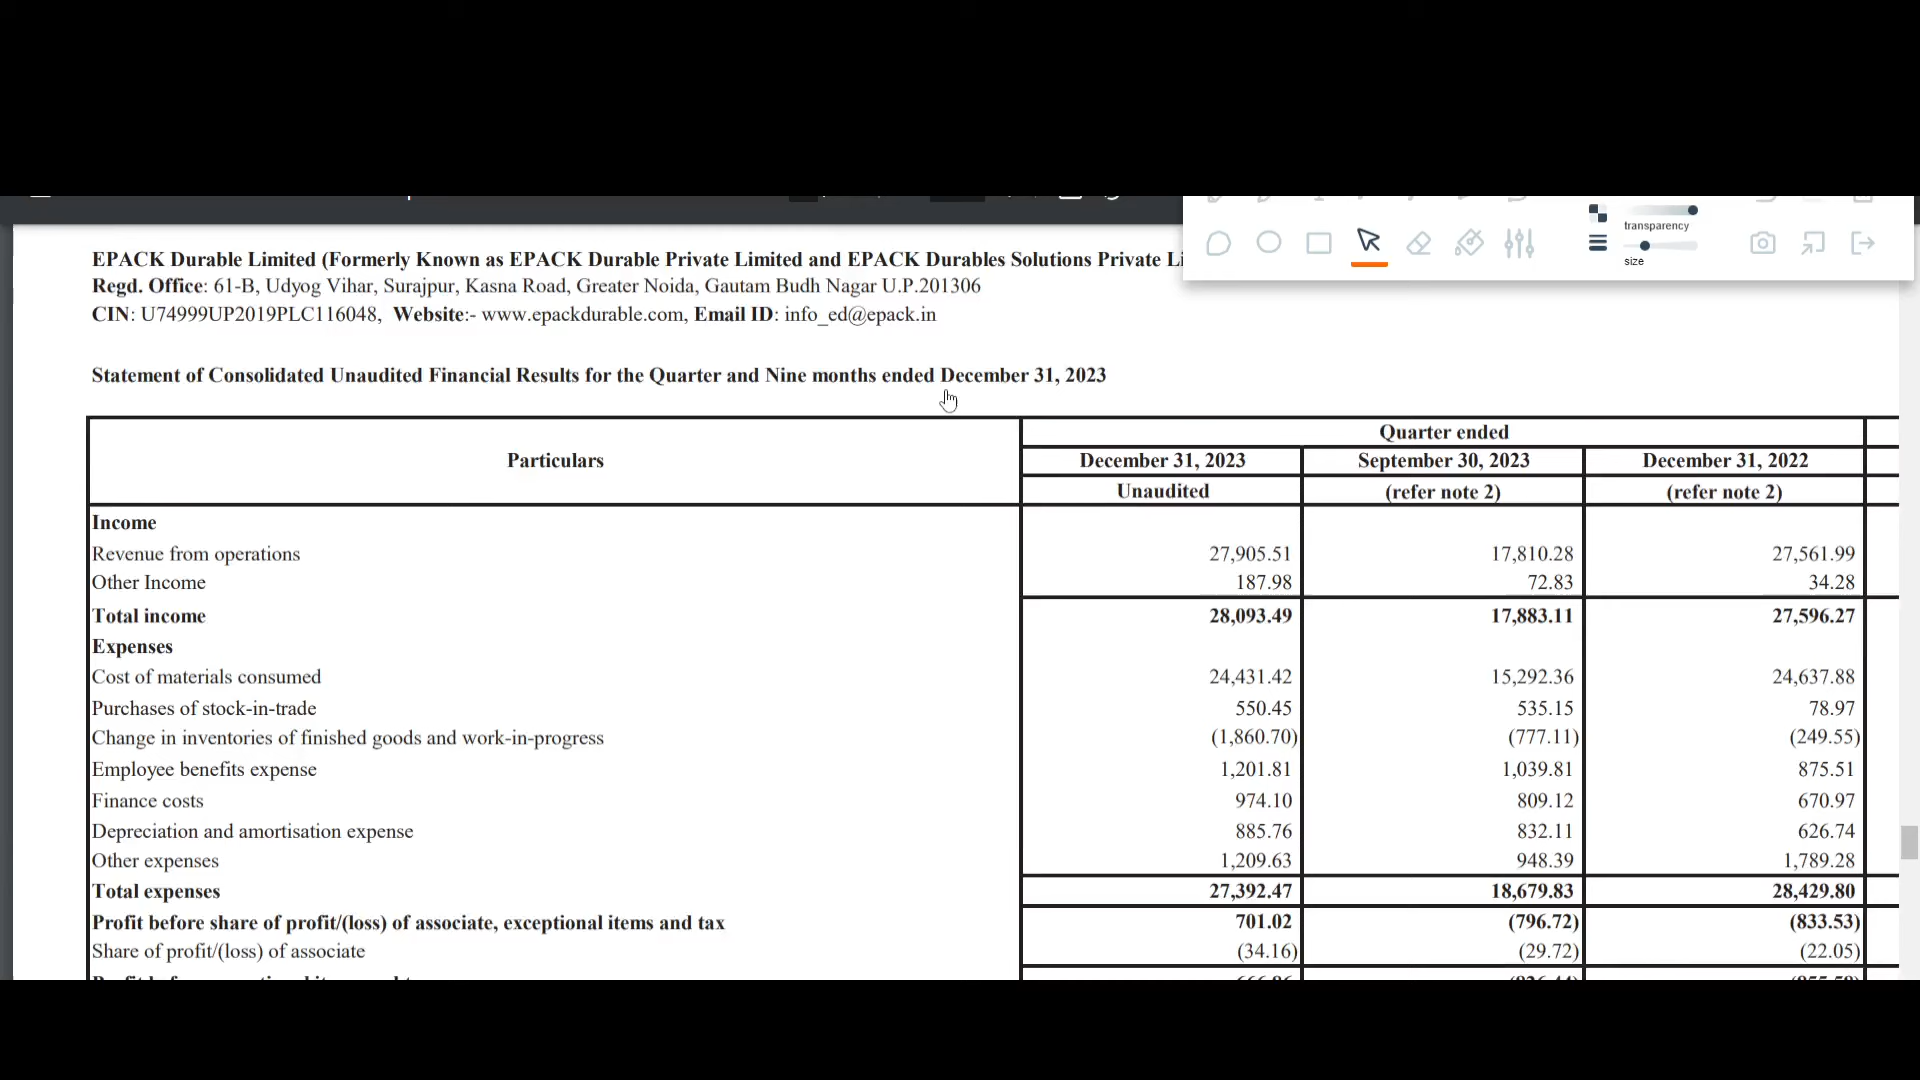 EPACK Durable Limited (Formerly Known as EPACK Durable Private Limited and EPACK Durables Solutions Private
Regd. Office: 61-B, Udyog Vihar, Surajpur, Kasna Road, Greater Noida, Gautam Budh Nagar U.P.201306
CIN: U74999UP2019PLC116048, Website:- www.epackdurable.com, Email ID: info_ed@epack.in
transparency
size
Statement of Consolidated Unaudited Financial Results for the Quarter and Nine months ended December 31, 2023
Quarter ended
Particulars December 31, 2023 September 30, 2023 December 31, 2022
Unaudited (refer note 2) (refer note 2)
Income
Revenue from operations 27,905.51 17,810.28 27,561.99
Other Income 187.98 72.83 34.28
Total income 28,093.49 17,883.11 27,596.27
Expenses
Cost of materials consumed 24,431.42 15,292.36 24,637.88
Purchases of stock-in-trade 550.45 535.15 78.97
Change in inventories of finished goods and work-in-progress (1,860.70) (777.11) (249.55)
Employee benefits expense 1,201.81 1,039.81 875.51
Finance costs 974.10 809.12 670.97
Depreciation and amortisation expense 885.76 832.11 626.74
Other expenses 1,209.63 948.39 1,789.28
Total expenses 27,392.47 18,679.83 28,429.80
Profit before share of profit/(loss) of associate, exceptional items and tax 701.02 (796.72) (833.53)
Share of profit/(loss) of associate (34.16) (29.72) (22.05)